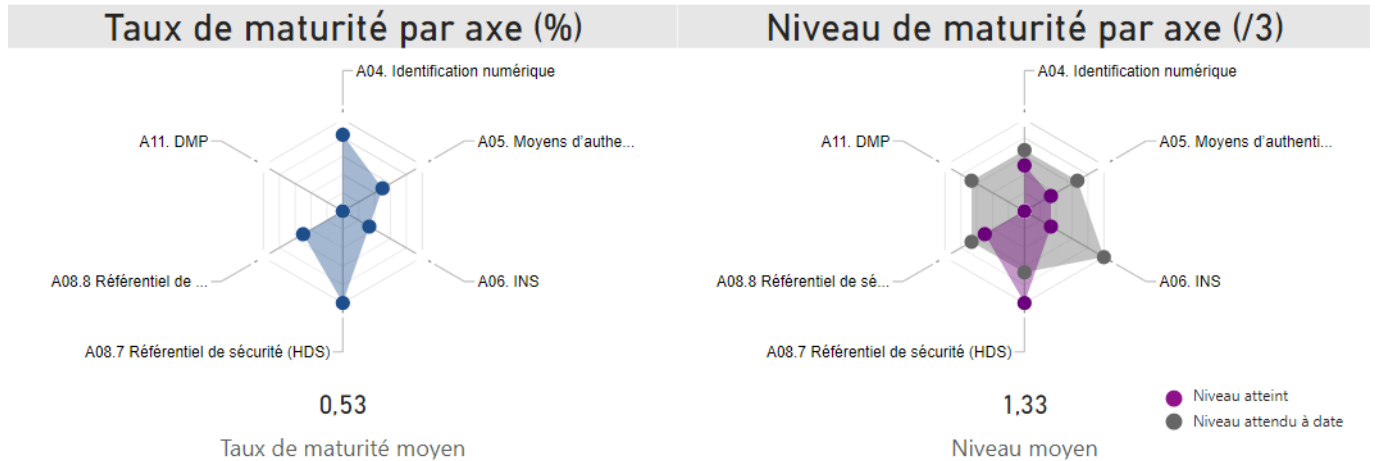 Taux de maturité par axe (%)
A04. Identification numérique
A11. DMP
A05. Moyens d'authe...
A08.8 Référentiel de ...
A06. INS
A08.7 Référentiel de sécurité (HDS)
0,53
Taux de maturité moyen
Niveau de maturité par axe (/3)
A04. Identification numérique
A11. DMP
A05. Moyens d'authenti...
A08.8 Référentiel de sé...
A06. INS
A08.7 Référentiel de sécurité (HDS)
1,33
Niveau moyen
Niveau atteint
Niveau attendu à date